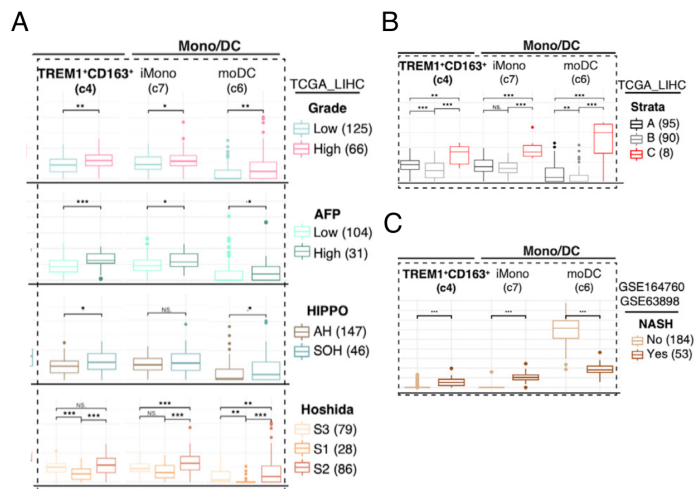 A
Mono/DC
TREM1⁺CD163⁺ iMono moDC
(c4) (c7) (c6)
TCGA_LIHC
** * **
Grade
Low (125)
High (66)
*** * *
AFP
Low (104)
High (31)
* NS. *
HIPPO
AH (147)
SOH (46)
NS. *** **
*** *** NS. *** ** ***
Hoshida
S3 (79)
S1 (28)
S2 (86)
B
Mono/DC
TREM1⁺CD163⁺ iMono moDC
(c4) (c7) (c6)
TCGA_LIHC
** *** ***
*** *** NS. *** ** ***
Strata
A (95)
B (90)
C (8)
C
Mono/DC
TREM1⁺CD163⁺ iMono moDC
(c4) (c7) (c6)
GSE164760
GSE63898
*** *** ***
NASH
No (184)
Yes (53)